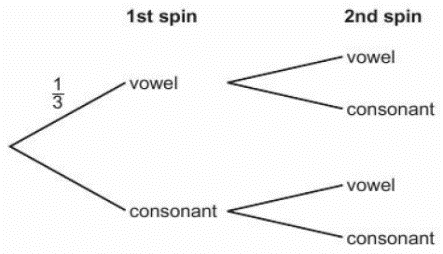 1st spin 2nd spin
vowel
1/3 vowel
consonant
vowel
consonant
consonant